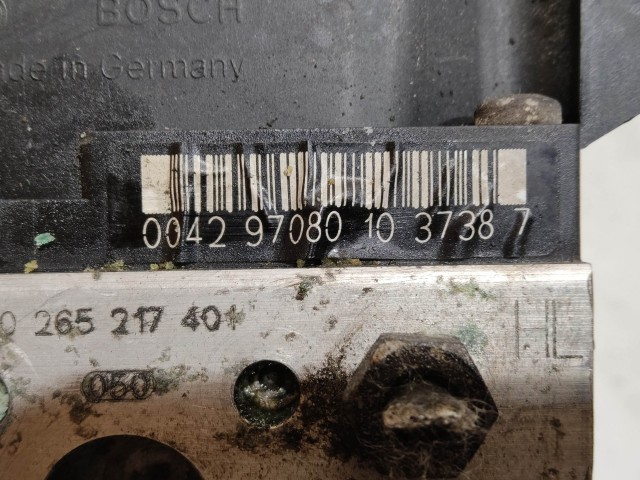 BOSCH
Made in Germany
0042 97080 10 3738 7
0 265 217 401
HL
050